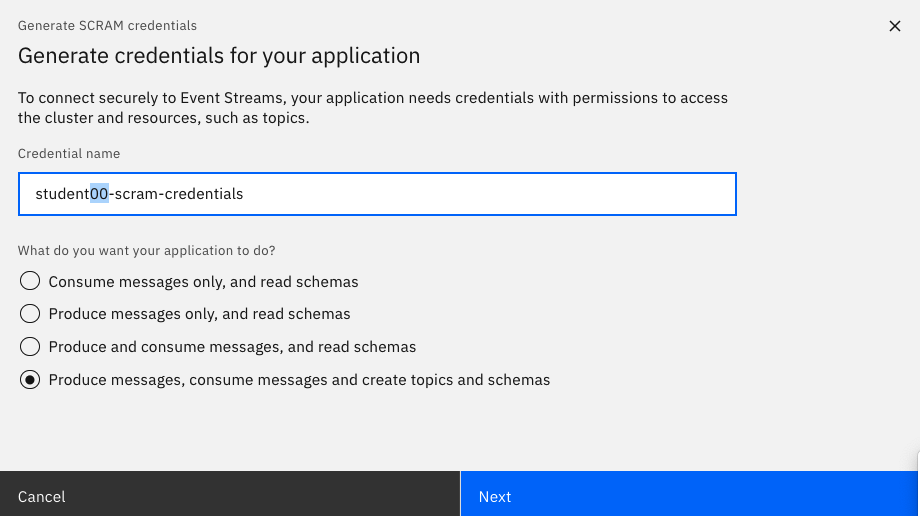 Generate SCRAM credentials
Generate credentials for your application
To connect securely to Event Streams, your application needs credentials with permissions to access
the cluster and resources, such as topics.
Credential name
student00-scram-credentials
What do you want your application to do?
Consume messages only, and read schemas
Produce messages only, and read schemas
Produce and consume messages, and read schemas
Produce messages, consume messages and create topics and schemas
Cancel
Next